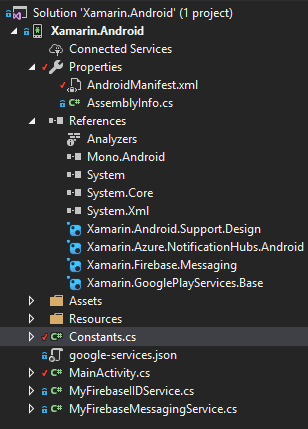 Solution 'Xamarin.Android' (1 project)
Xamarin.Android
Connected Services
Properties
AndroidManifest.xml
C# AssemblyInfo.cs
References
Analyzers
Mono.Android
System
System.Core
System.Xml
Xamarin.Android.Support.Design
Xamarin.Azure.NotificationHubs.Android
Xamarin.Firebase.Messaging
Xamarin.GooglePlayServices.Base
Assets
Resources
C# Constants.cs
google-services.json
C# MainActivity.cs
C# MyFirebaseIIDService.cs
C# MyFirebaseMessagingService.cs